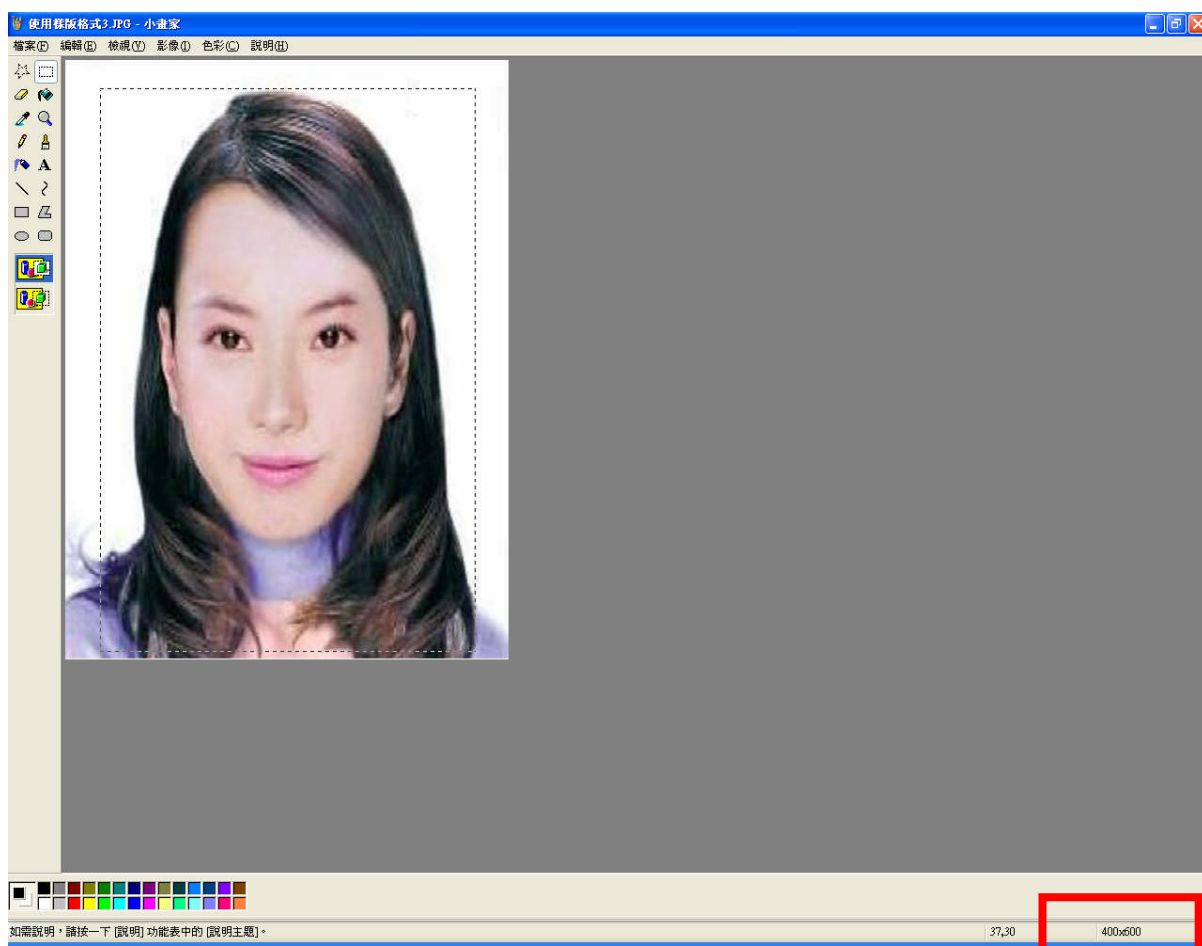 使用樣版格式3.JPG - 小畫家
檔案(F) 編輯(E) 檢視(V) 影像(I) 色彩(C) 說明(H)
A
如需說明，請按一下 [說明] 功能表中的 [說明主題]。 37,30 400x600